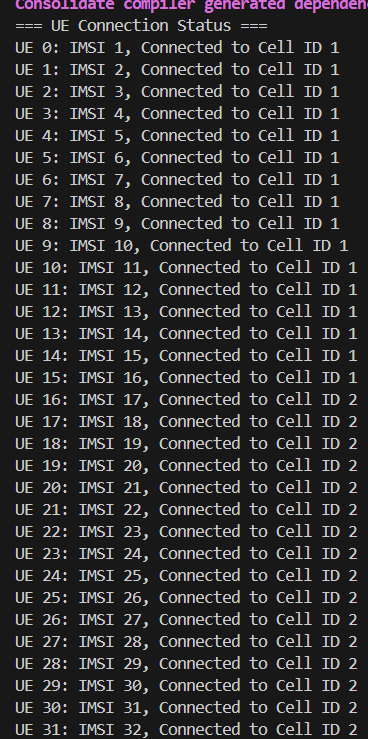 Consolidate compiler generated depende
=== UE Connection Status ===
UE 0: IMSI 1, Connected to Cell ID 1
UE 1: IMSI 2, Connected to Cell ID 1
UE 2: IMSI 3, Connected to Cell ID 1
UE 3: IMSI 4, Connected to Cell ID 1
UE 4: IMSI 5, Connected to Cell ID 1
UE 5: IMSI 6, Connected to Cell ID 1
UE 6: IMSI 7, Connected to Cell ID 1
UE 7: IMSI 8, Connected to Cell ID 1
UE 8: IMSI 9, Connected to Cell ID 1
UE 9: IMSI 10, Connected to Cell ID 1
UE 10: IMSI 11, Connected to Cell ID 1
UE 11: IMSI 12, Connected to Cell ID 1
UE 12: IMSI 13, Connected to Cell ID 1
UE 13: IMSI 14, Connected to Cell ID 1
UE 14: IMSI 15, Connected to Cell ID 1
UE 15: IMSI 16, Connected to Cell ID 1
UE 16: IMSI 17, Connected to Cell ID 2
UE 17: IMSI 18, Connected to Cell ID 2
UE 18: IMSI 19, Connected to Cell ID 2
UE 19: IMSI 20, Connected to Cell ID 2
UE 20: IMSI 21, Connected to Cell ID 2
UE 21: IMSI 22, Connected to Cell ID 2
UE 22: IMSI 23, Connected to Cell ID 2
UE 23: IMSI 24, Connected to Cell ID 2
UE 24: IMSI 25, Connected to Cell ID 2
UE 25: IMSI 26, Connected to Cell ID 2
UE 26: IMSI 27, Connected to Cell ID 2
UE 27: IMSI 28, Connected to Cell ID 2
UE 28: IMSI 29, Connected to Cell ID 2
UE 29: IMSI 30, Connected to Cell ID 2
UE 30: IMSI 31, Connected to Cell ID 2
UE 31: IMSI 32, Connected to Cell ID 2